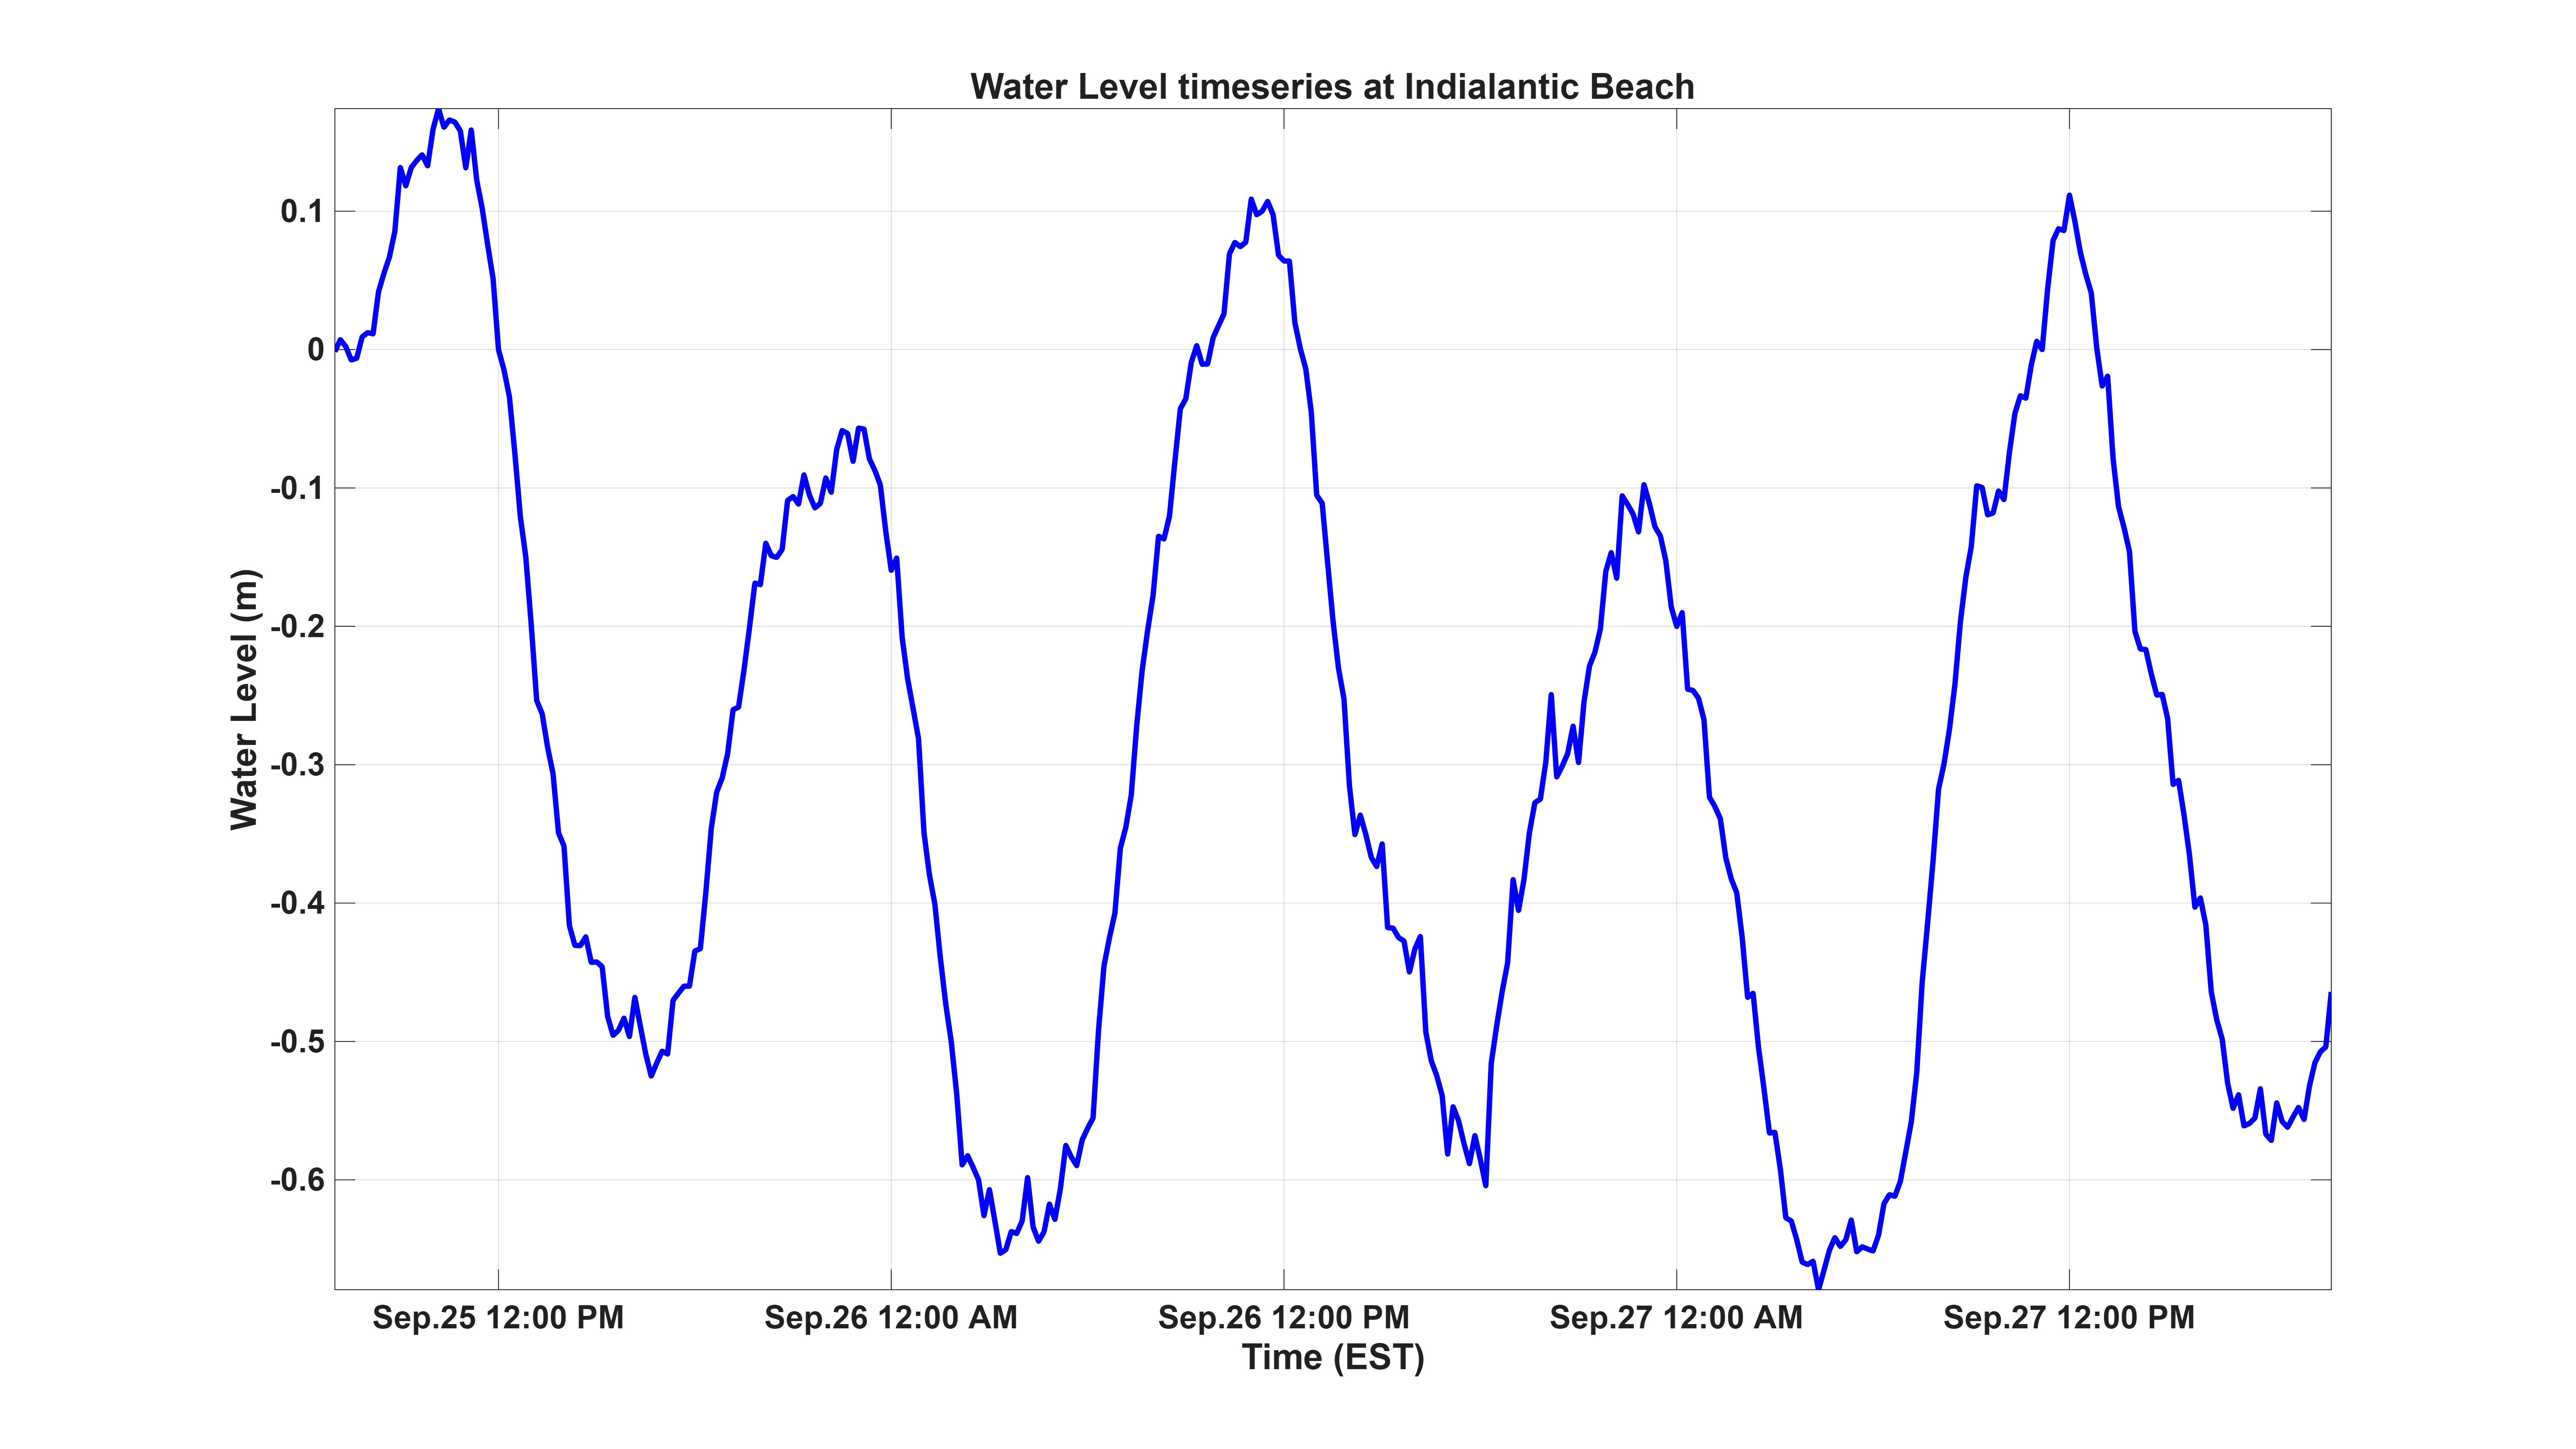 Water Level timeseries at Indialantic Beach
0.1
0
-0.1
-0.2
-0.3
-0.4
-0.5
-0.6
Water Level (m)
Sep.25 12:00 PM Sep.26 12:00 AM Sep.26 12:00 PM Sep.27 12:00 AM Sep.27 12:00 PM
Time (EST)